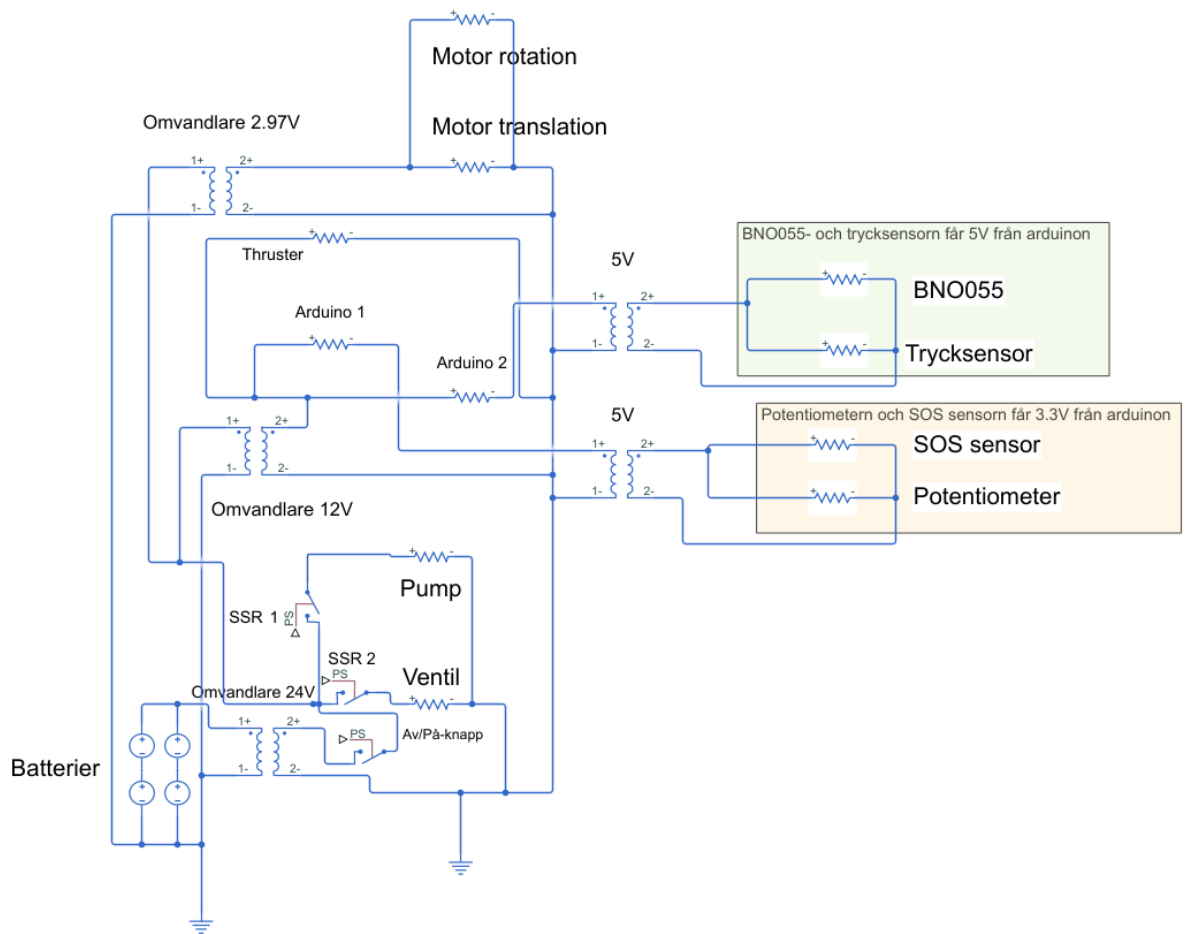 + -
Motor rotation
Motor translation
Omvandlare 2.97V
+ -
1+ 2+
1- 2-
+ -
Thruster
BNO055- och trycksensorn får 5V från arduinon
5V
+ -
BNO055
1+ 2+
Arduino 1
+ -
1- 2-
+ -
Trycksensor
Arduino 2
+ -
5V
Potentiometern och SOS sensorn får 3.3V från arduinon
1+ 2+
1+ 2+
+ -
SOS sensor
1- 2-
1- 2-
+ -
Potentiometer
Omvandlare 12V
+ -
Pump
SSR 1
PS
SSR 2
PS
Ventil
Omvandlare 24V
+ -
1+ 2+
PS
Av/På-knapp
+ +
- -
Batterier
1- 2-
+ +
- -